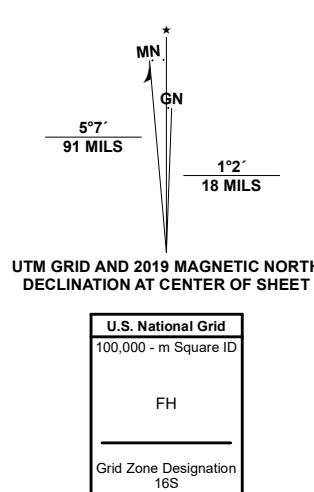 ★
MN
GN
5°7´
91 MILS
1°2´
18 MILS
UTM GRID AND 2019 MAGNETIC NORTH
DECLINATION AT CENTER OF SHEET
U.S. National Grid
100,000 - m Square ID
FH
Grid Zone Designation
16S